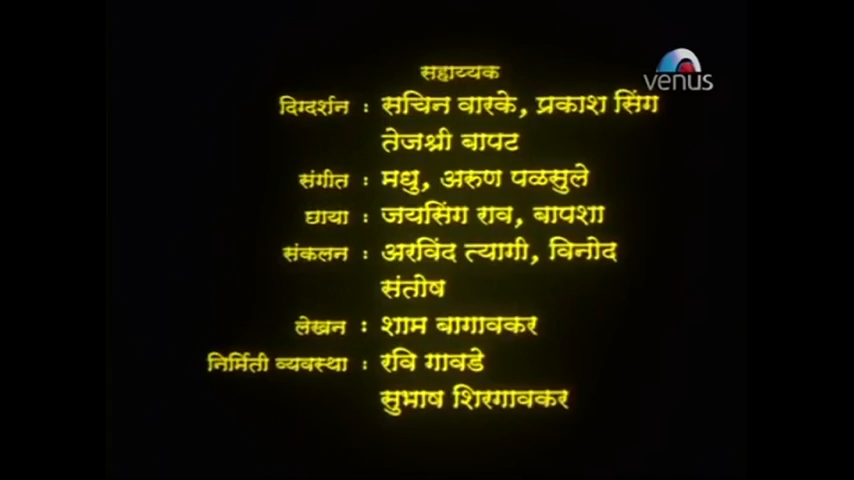 सहाय्यक
venus
दिग्दर्शन : सचिन वारके, प्रकाश सिंग
तेजश्री बापट
संगीत : मधु, अरुण पळसुले
छाया : जयसिंग राव, बापशा
संकलन : अरविंद त्यागी, विनोद
संतोष
लेखन : शाम बागावकर
निर्मिती व्यवस्था : रवि गावडे
सुभाष शिरगावकर